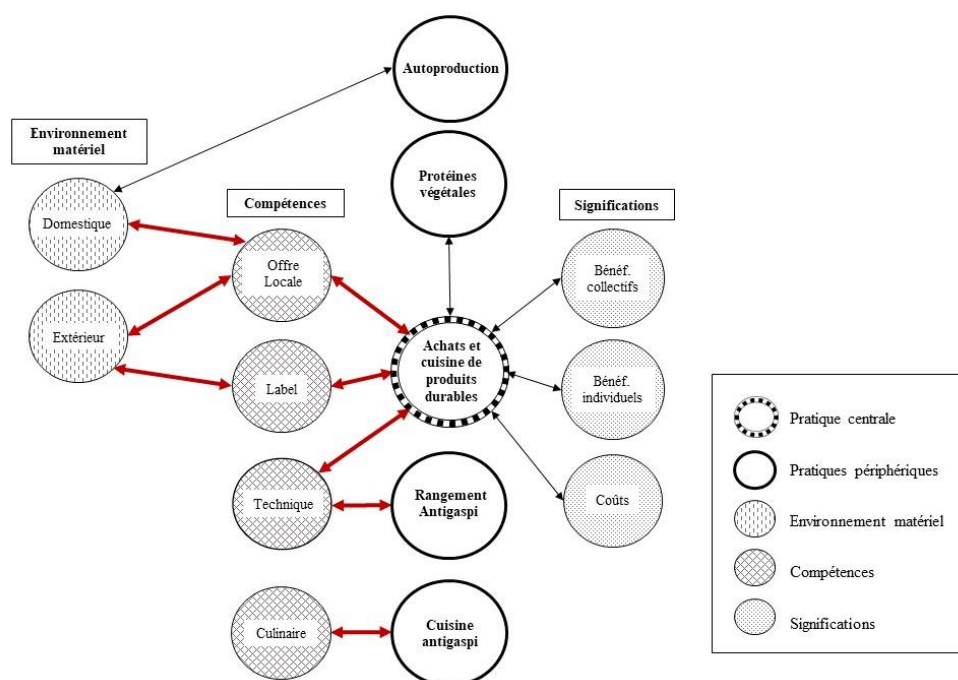 Autoproduction
Environnement
matériel
Protéines
végétales
Compétences
Significations
Domestique
Offre
Locale
Bénéf.
collectifs
Extérieur
Achats et
cuisine de
produits
durables
Label
Bénéf.
individuels
Technique
Rangement
Antigaspi
Coûts
Culinaire
Cuisine
antigaspi
Pratique centrale
Pratiques périphériques
Environnement matériel
Compétences
Significations